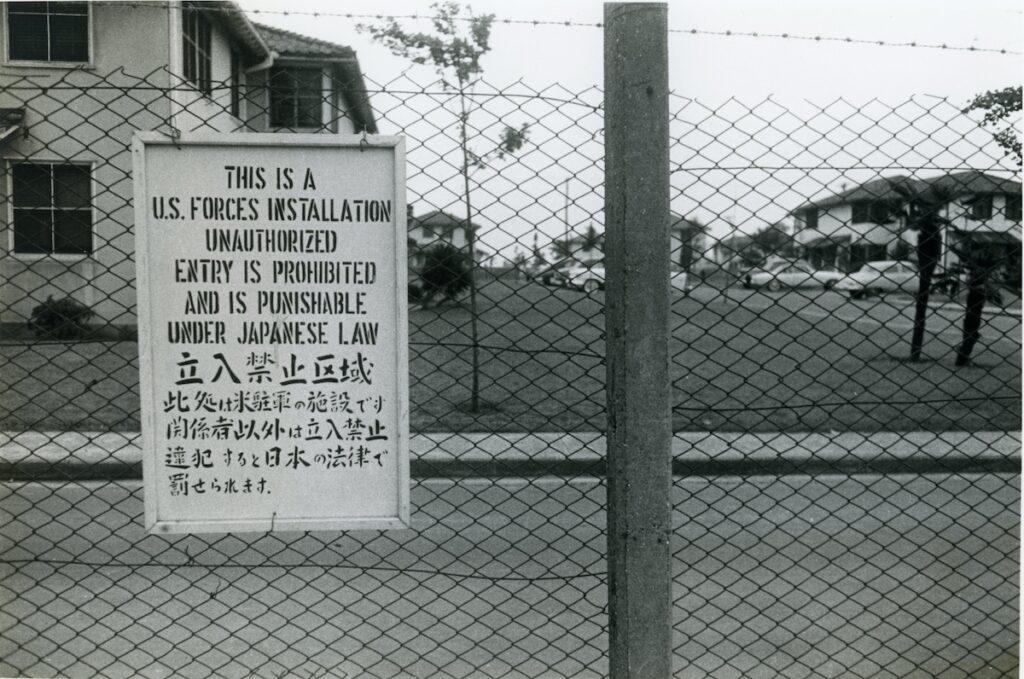 THIS IS A
U.S. FORCES INSTALLATION
UNAUTHORIZED
ENTRY IS PROHIBITED
AND IS PUNISHABLE
UNDER JAPANESE LAW
立入禁止区域
此処は米駐軍の施設です
関係者以外は立入禁止
違犯すると日本の法律で
罰せられます.